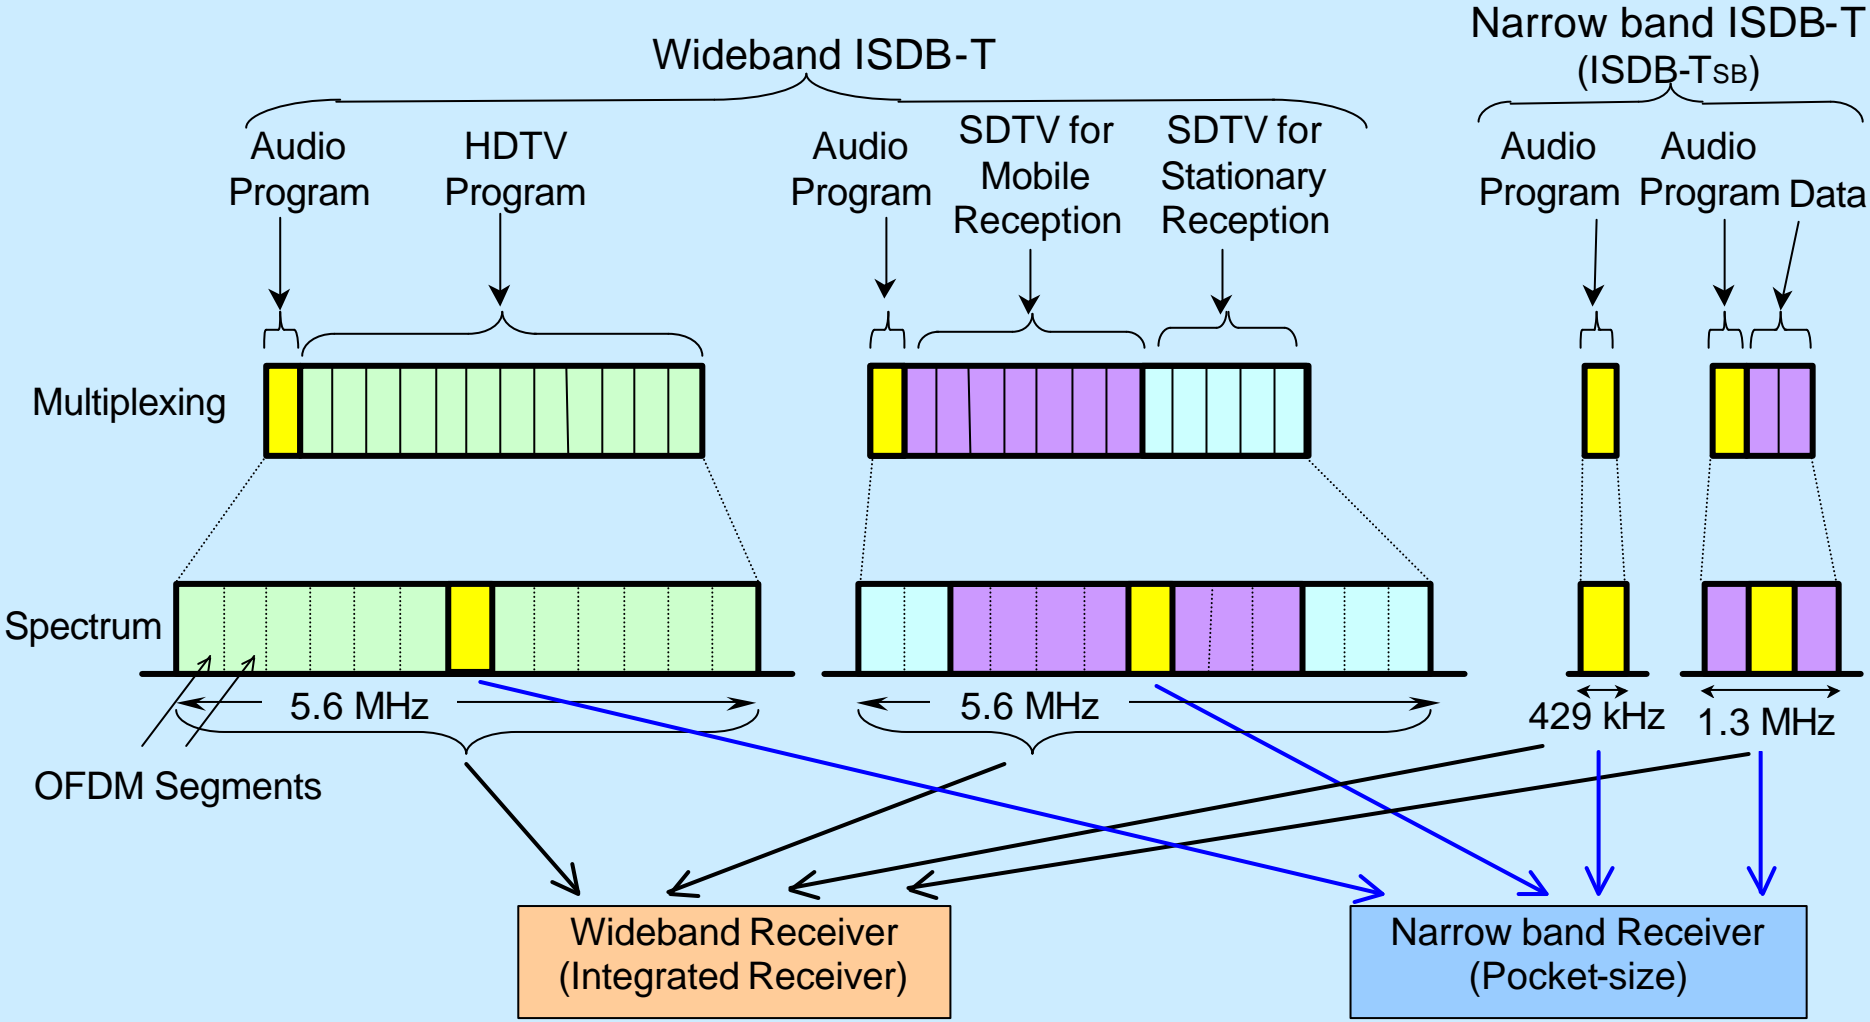 Wideband ISDB-T
Narrow band ISDB-T
(ISDB-TSB)
Audio
Program
HDTV
Program
Audio
Program
SDTV for
Mobile
Reception
SDTV for
Stationary
Reception
Audio
Program
Audio
Program
Data
Multiplexing
Spectrum
5.6 MHz
5.6 MHz
429 kHz
1.3 MHz
OFDM Segments
Wideband Receiver
(Integrated Receiver)
Narrow band Receiver
(Pocket-size)